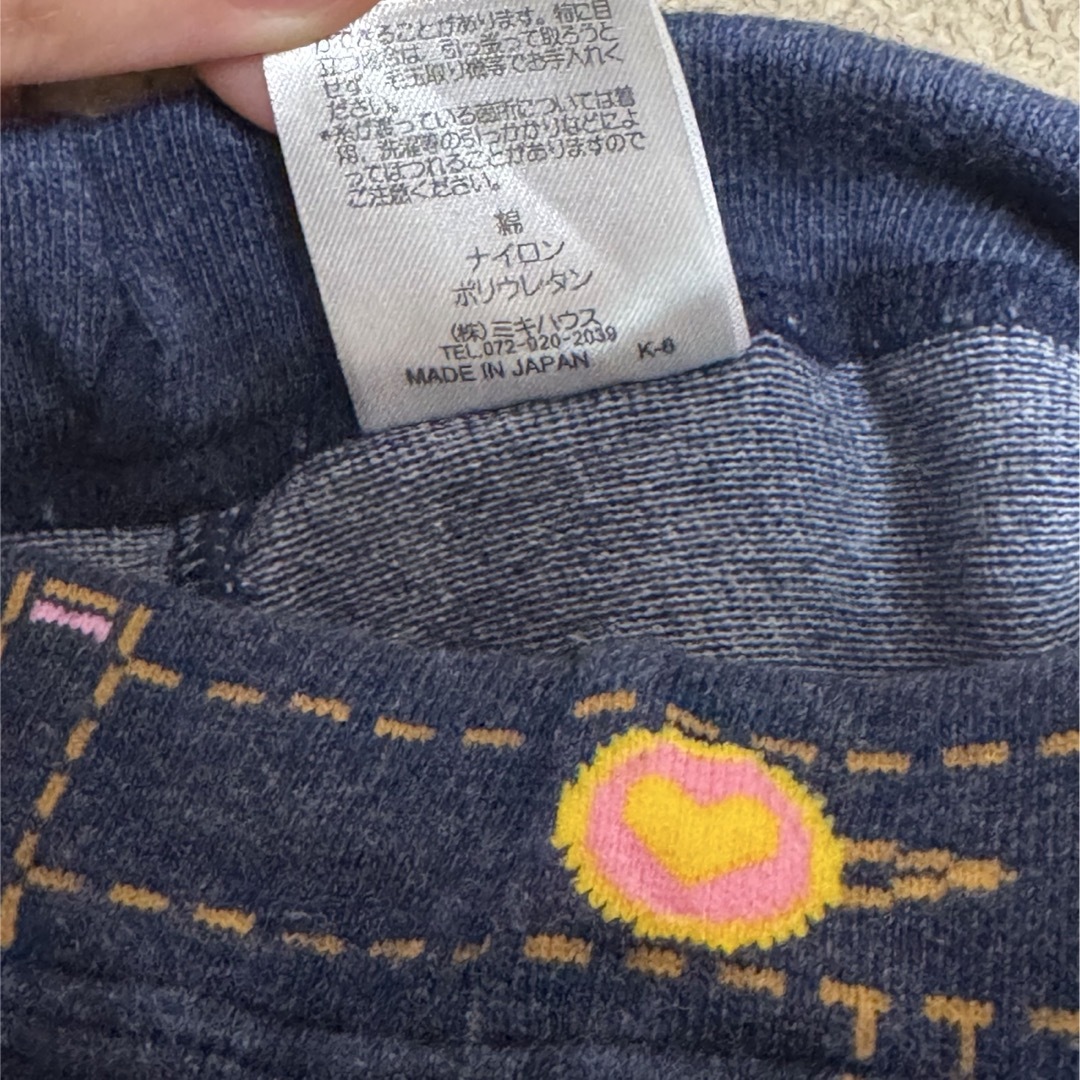 ることがあります。特に目
立つ場合は、引っ張って取ろうと
せず、毛玉取り機等でお手入れく
ださい。
•糸が渡っている箇所については着
用、洗濯等の引っかかりなどによ
ってほつれることがありますので
ご注意ください。
綿
ナイロン
ポリウレタン
(株)ミキハウス
TEL.072-920-2039
MADE IN JAPAN K-6